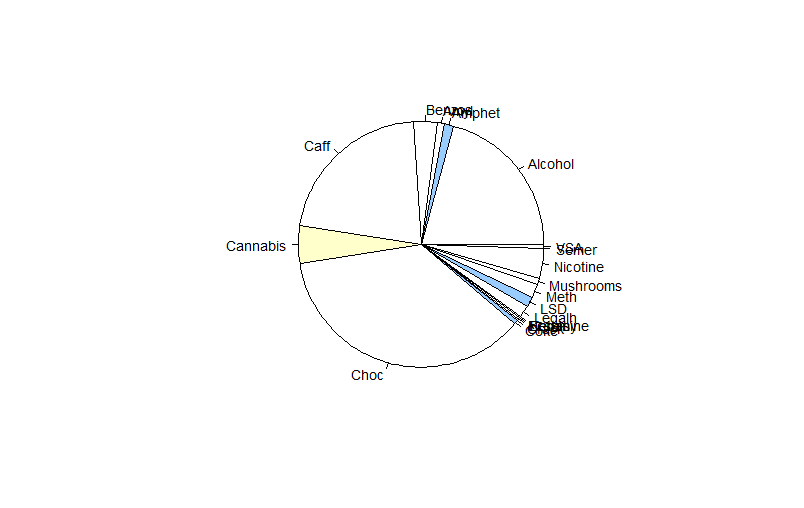 Benzos
Amphet
Alcohol
Caff
Cannabis
VSA
Semer
Nicotine
Mushrooms
Meth
LSD
Legalh
Coke
Choc